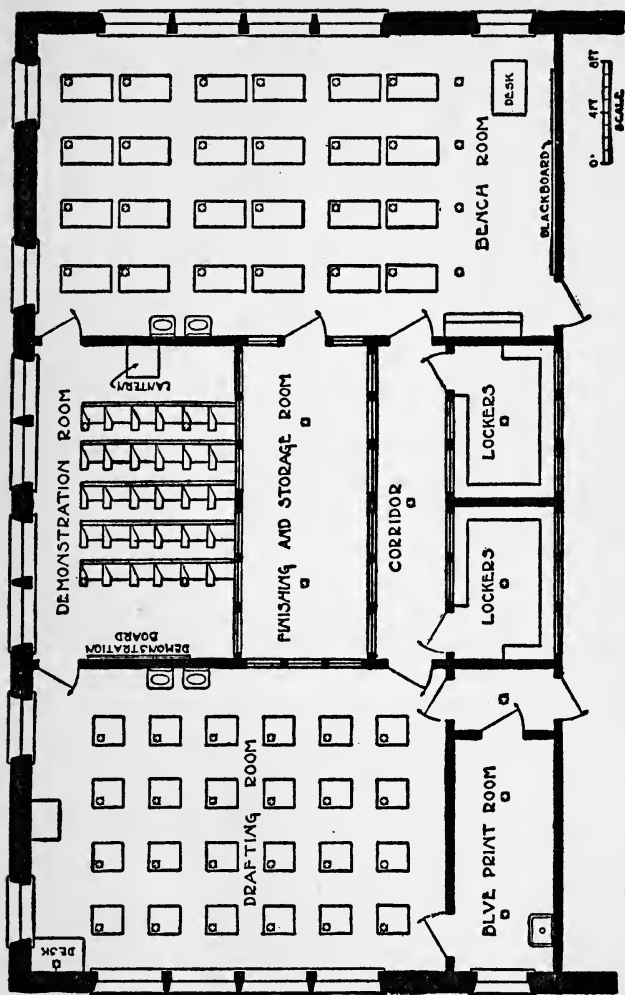 DESK
BENCH ROOM
BLACKBOARD
0' 4FT 8FT
SCALE
DEMONSTRATION ROOM
LANTERN
FINISHING AND STORAGE ROOM
CORRIDOR
LOCKERS
LOCKERS
DEMONSTRATION
BOARD
DRAFTING ROOM
BLVE PRINT ROOM
DESK